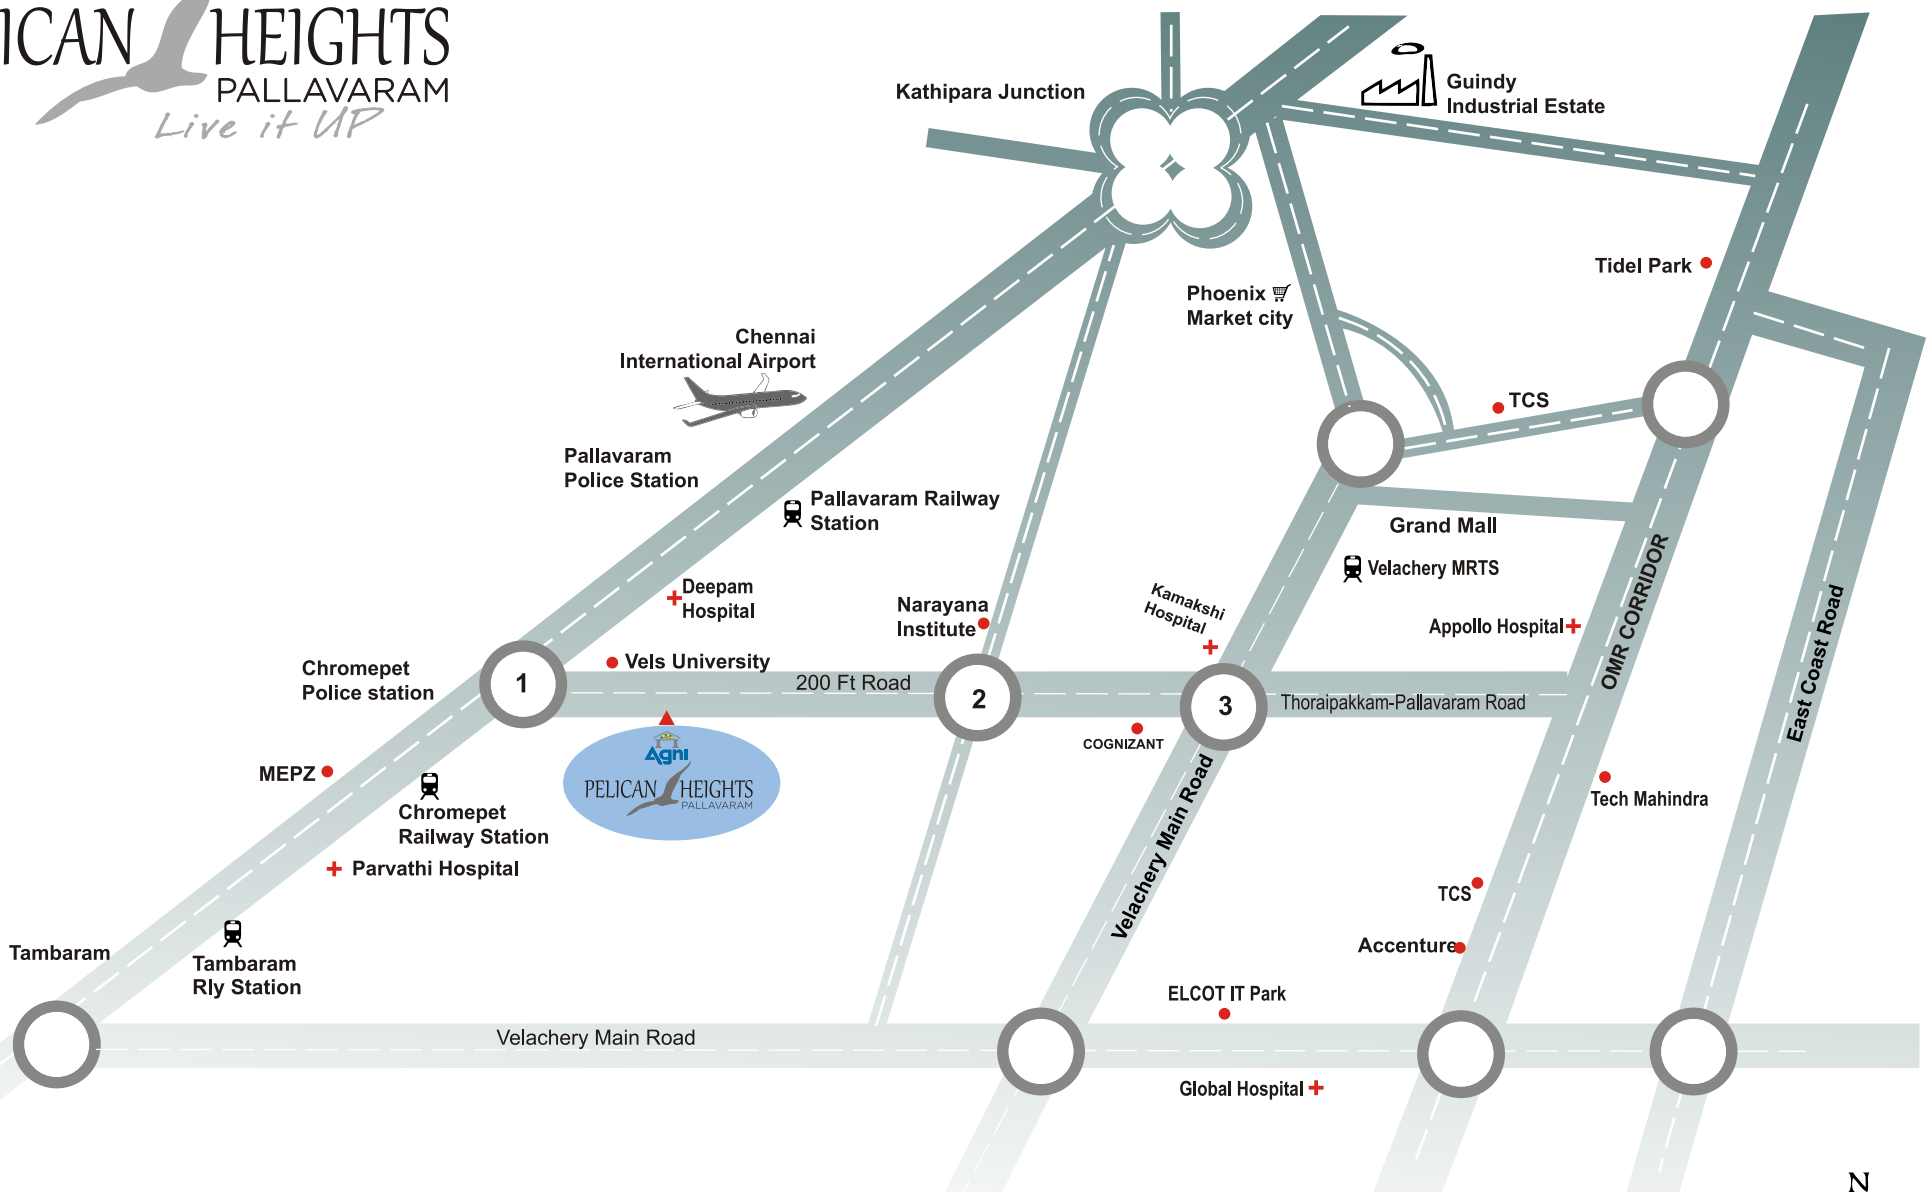 ICAN HEIGHTS
PALLAVARAM
Live it UP
Kathipara Junction
Guindy
Industrial Estate
Tidel Park
Phoenix
Market city
Chennai
International Airport
TCS
Pallavaram
Police Station
Pallavaram Railway
Station
Grand Mall
Velachery MRTS
OMR CORRIDOR
East Coast Road
Deepam
Hospital
Narayana
Institute
Kamakshi
Hospital
Appollo Hospital
Chromepet
Police station
1
Vels University
200 Ft Road
2
3
Thoraipakkam-Pallavaram Road
COGNIZANT
Agni
PELICAN HEIGHTS
PALLAVARAM
MEPZ
Chromepet
Railway Station
Parvathi Hospital
Velachery Main Road
Tech Mahindra
TCS
Accenture
Tambaram
Tambaram
Rly Station
ELCOT IT Park
Velachery Main Road
Global Hospital
N